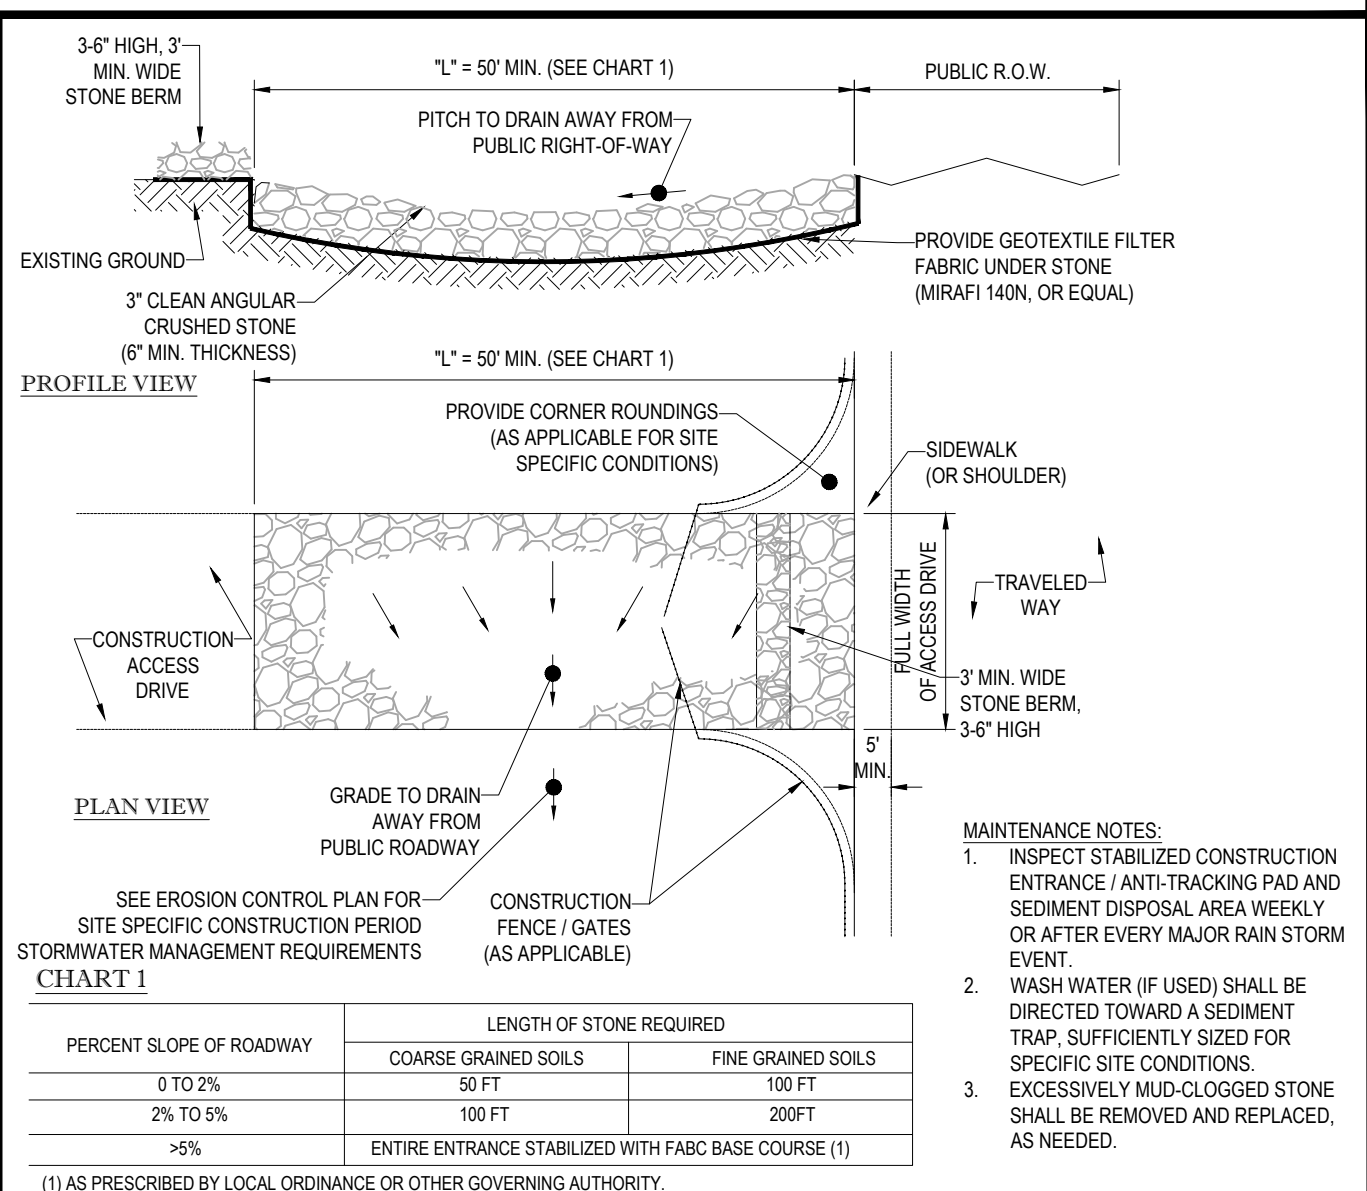 3-6" HIGH, 3'
MIN. WIDE
STONE BERM
"L" = 50' MIN. (SEE CHART 1)
PUBLIC R.O.W.
PITCH TO DRAIN AWAY FROM
PUBLIC RIGHT-OF-WAY
EXISTING GROUND
PROVIDE GEOTEXTILE FILTER
FABRIC UNDER STONE
(MIRAFI 140N, OR EQUAL)
3" CLEAN ANGULAR
CRUSHED STONE
(6" MIN. THICKNESS)
PROFILE VIEW
"L" = 50' MIN. (SEE CHART 1)
PROVIDE CORNER ROUNDINGS
(AS APPLICABLE FOR SITE
SPECIFIC CONDITIONS)
SIDEWALK
(OR SHOULDER)
FULL WIDTH
OF ACCESS DRIVE
TRAVELED
WAY
CONSTRUCTION
ACCESS
DRIVE
3' MIN. WIDE
STONE BERM,
3-6" HIGH
5'
MIN.
PLAN VIEW
GRADE TO DRAIN
AWAY FROM
PUBLIC ROADWAY
SEE EROSION CONTROL PLAN FOR
SITE SPECIFIC CONSTRUCTION PERIOD
STORMWATER MANAGEMENT REQUIREMENTS
CONSTRUCTION
FENCE / GATES
(AS APPLICABLE)
MAINTENANCE NOTES:
1. INSPECT STABILIZED CONSTRUCTION
ENTRANCE / ANTI-TRACKING PAD AND
SEDIMENT DISPOSAL AREA WEEKLY
OR AFTER EVERY MAJOR RAIN STORM
EVENT.
2. WASH WATER (IF USED) SHALL BE
DIRECTED TOWARD A SEDIMENT
TRAP, SUFFICIENTLY SIZED FOR
SPECIFIC SITE CONDITIONS.
3. EXCESSIVELY MUD-CLOGGED STONE
SHALL BE REMOVED AND REPLACED,
AS NEEDED.
CHART 1
PERCENT SLOPE OF ROADWAY
LENGTH OF STONE REQUIRED
COARSE GRAINED SOILS FINE GRAINED SOILS
0 TO 2% 50 FT 100 FT
2% TO 5% 100 FT 200FT
>5% ENTIRE ENTRANCE STABILIZED WITH FABC BASE COURSE (1)
(1) AS PRESCRIBED BY LOCAL ORDINANCE OR OTHER GOVERNING AUTHORITY.